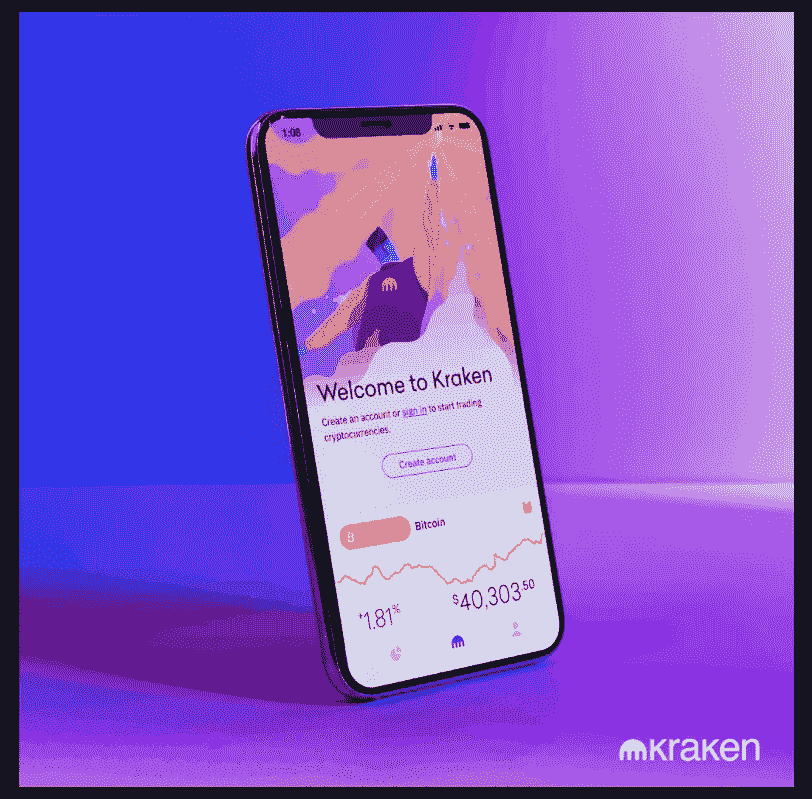 1:08
Welcome to Kraken
Create an account or sign in to start trading
cryptocurrencies.
Create account
Bitcoin
+1.81%
$40,303.50
kraken